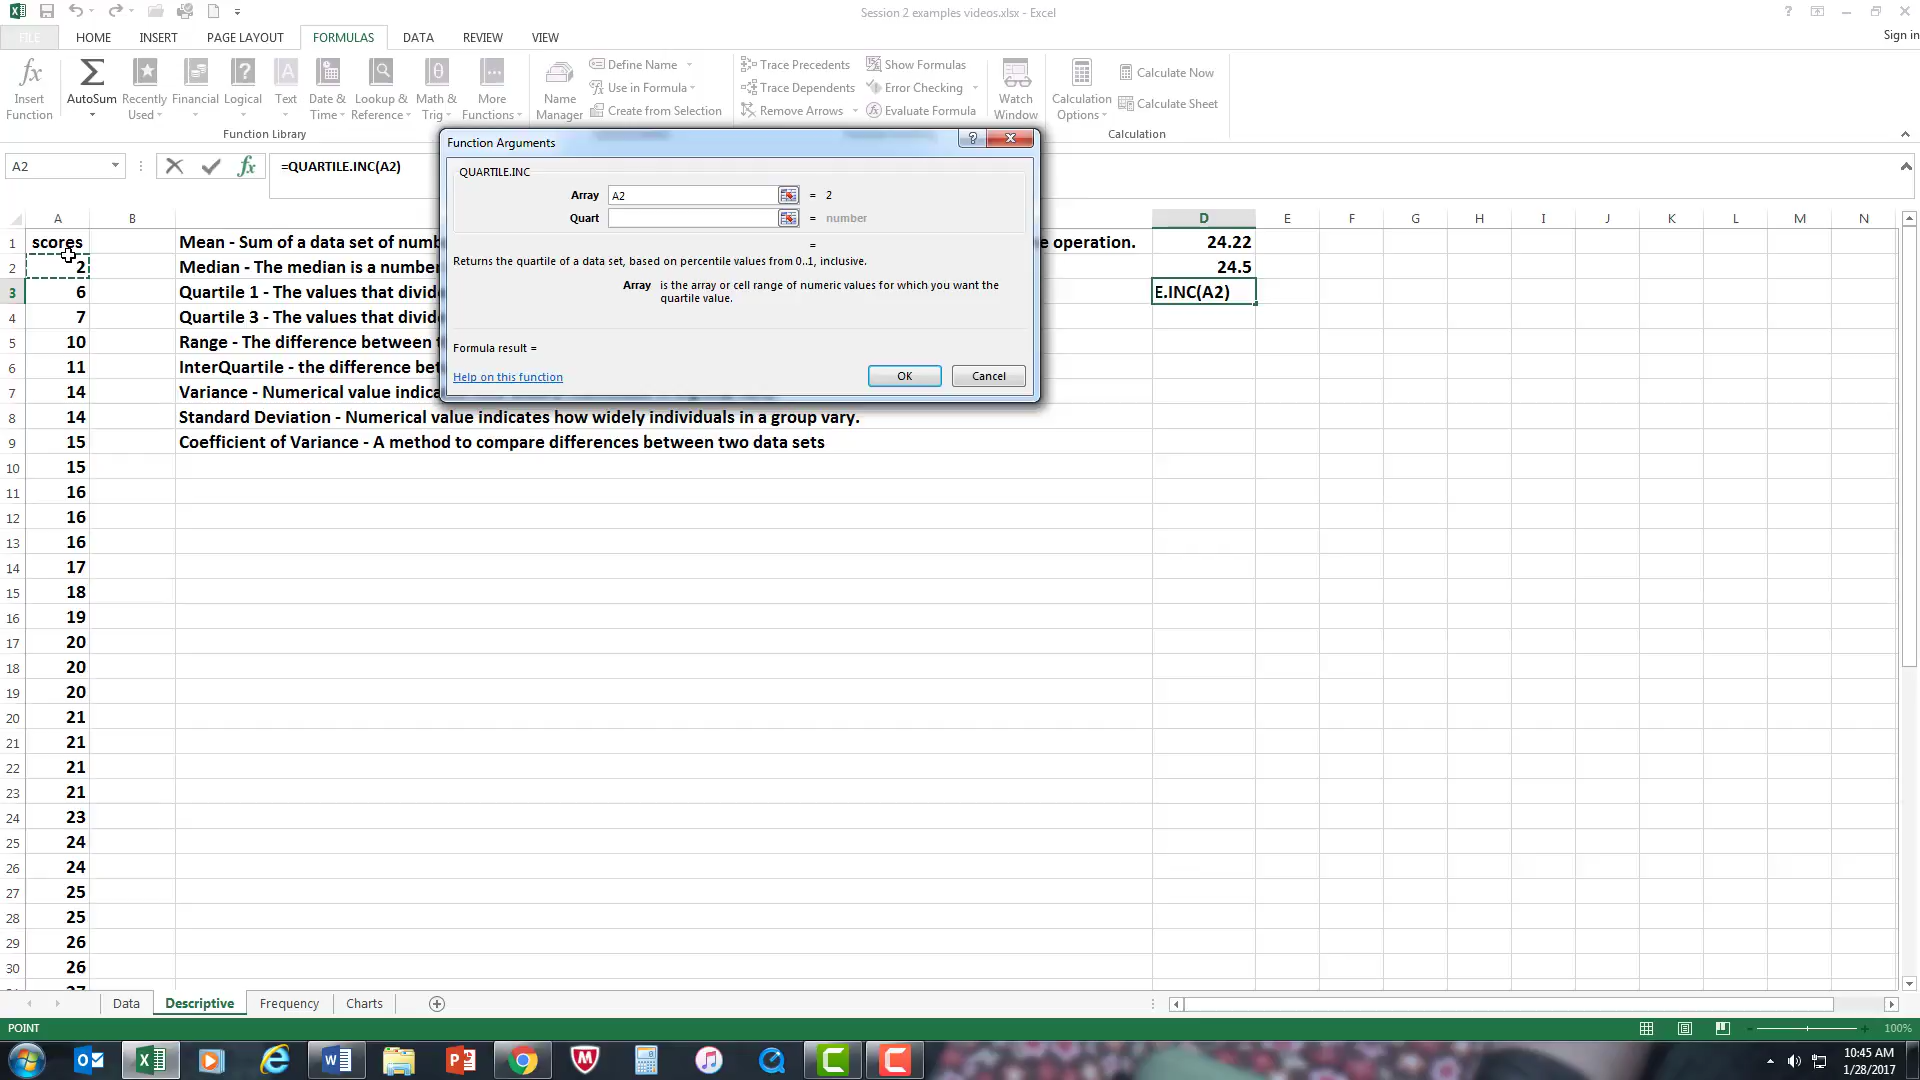 Session 2 examples videos.xlsx - Excel
Sign in
FILE HOME INSERT PAGE LAYOUT FORMULAS DATA REVIEW VIEW
Insert Function
AutoSum
Recently Used
Financial
Logical
Text
Date & Time
Lookup & Reference
Math & Trig
More Functions
Function Library
Name Manager
Define Name
Use in Formula
Create from Selection
Trace Precedents
Trace Dependents
Remove Arrows
Show Formulas
Error Checking
Evaluate Formula
Watch Window
Calculation Options
Calculate Now
Calculate Sheet
Calculation
A2
=QUARTILE.INC(A2)
Function Arguments
QUARTILE.INC
Array A2 = 2
Quart = number
=
Returns the quartile of a data set, based on percentile values from 0..1, inclusive.
Array is the array or cell range of numeric values for which you want the
quartile value.
Formula result =
Help on this function
OK Cancel
A B D E F G H I J K L M N
1 scores Mean - Sum of a data set of numb e operation. 24.22
2 2 Median - The median is a number 24.5
3 6 Quartile 1 - The values that divid E.INC(A2)
4 7 Quartile 3 - The values that divid
5 10 Range - The difference between
6 11 InterQuartile - the difference bet
7 14 Variance - Numerical value indica
8 14 Standard Deviation - Numerical value indicates how widely individuals in a group vary.
9 15 Coefficient of Variance - A method to compare differences between two data sets
10 15
11 16
12 16
13 16
14 17
15 18
16 19
17 20
18 20
19 20
20 21
21 21
22 21
23 21
24 23
25 24
26 24
27 25
28 25
29 26
30 26
Data Descriptive Frequency Charts
POINT 100%
10:45 AM
1/28/2017